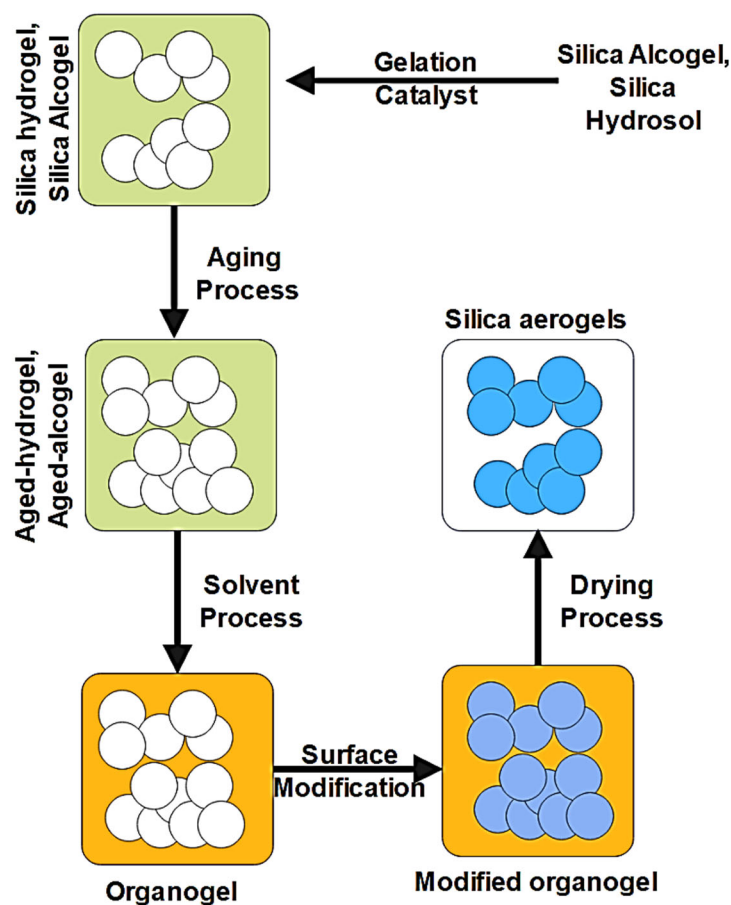 Silica hydrogel,
Silica Alcogel
Gelation
Catalyst
Silica Alcogel,
Silica
Hydrosol
Aging
Process
Silica aerogels
Aged-hydrogel,
Aged-alcogel
Solvent
Process
Drying
Process
Surface
Modification
Organogel
Modified organogel